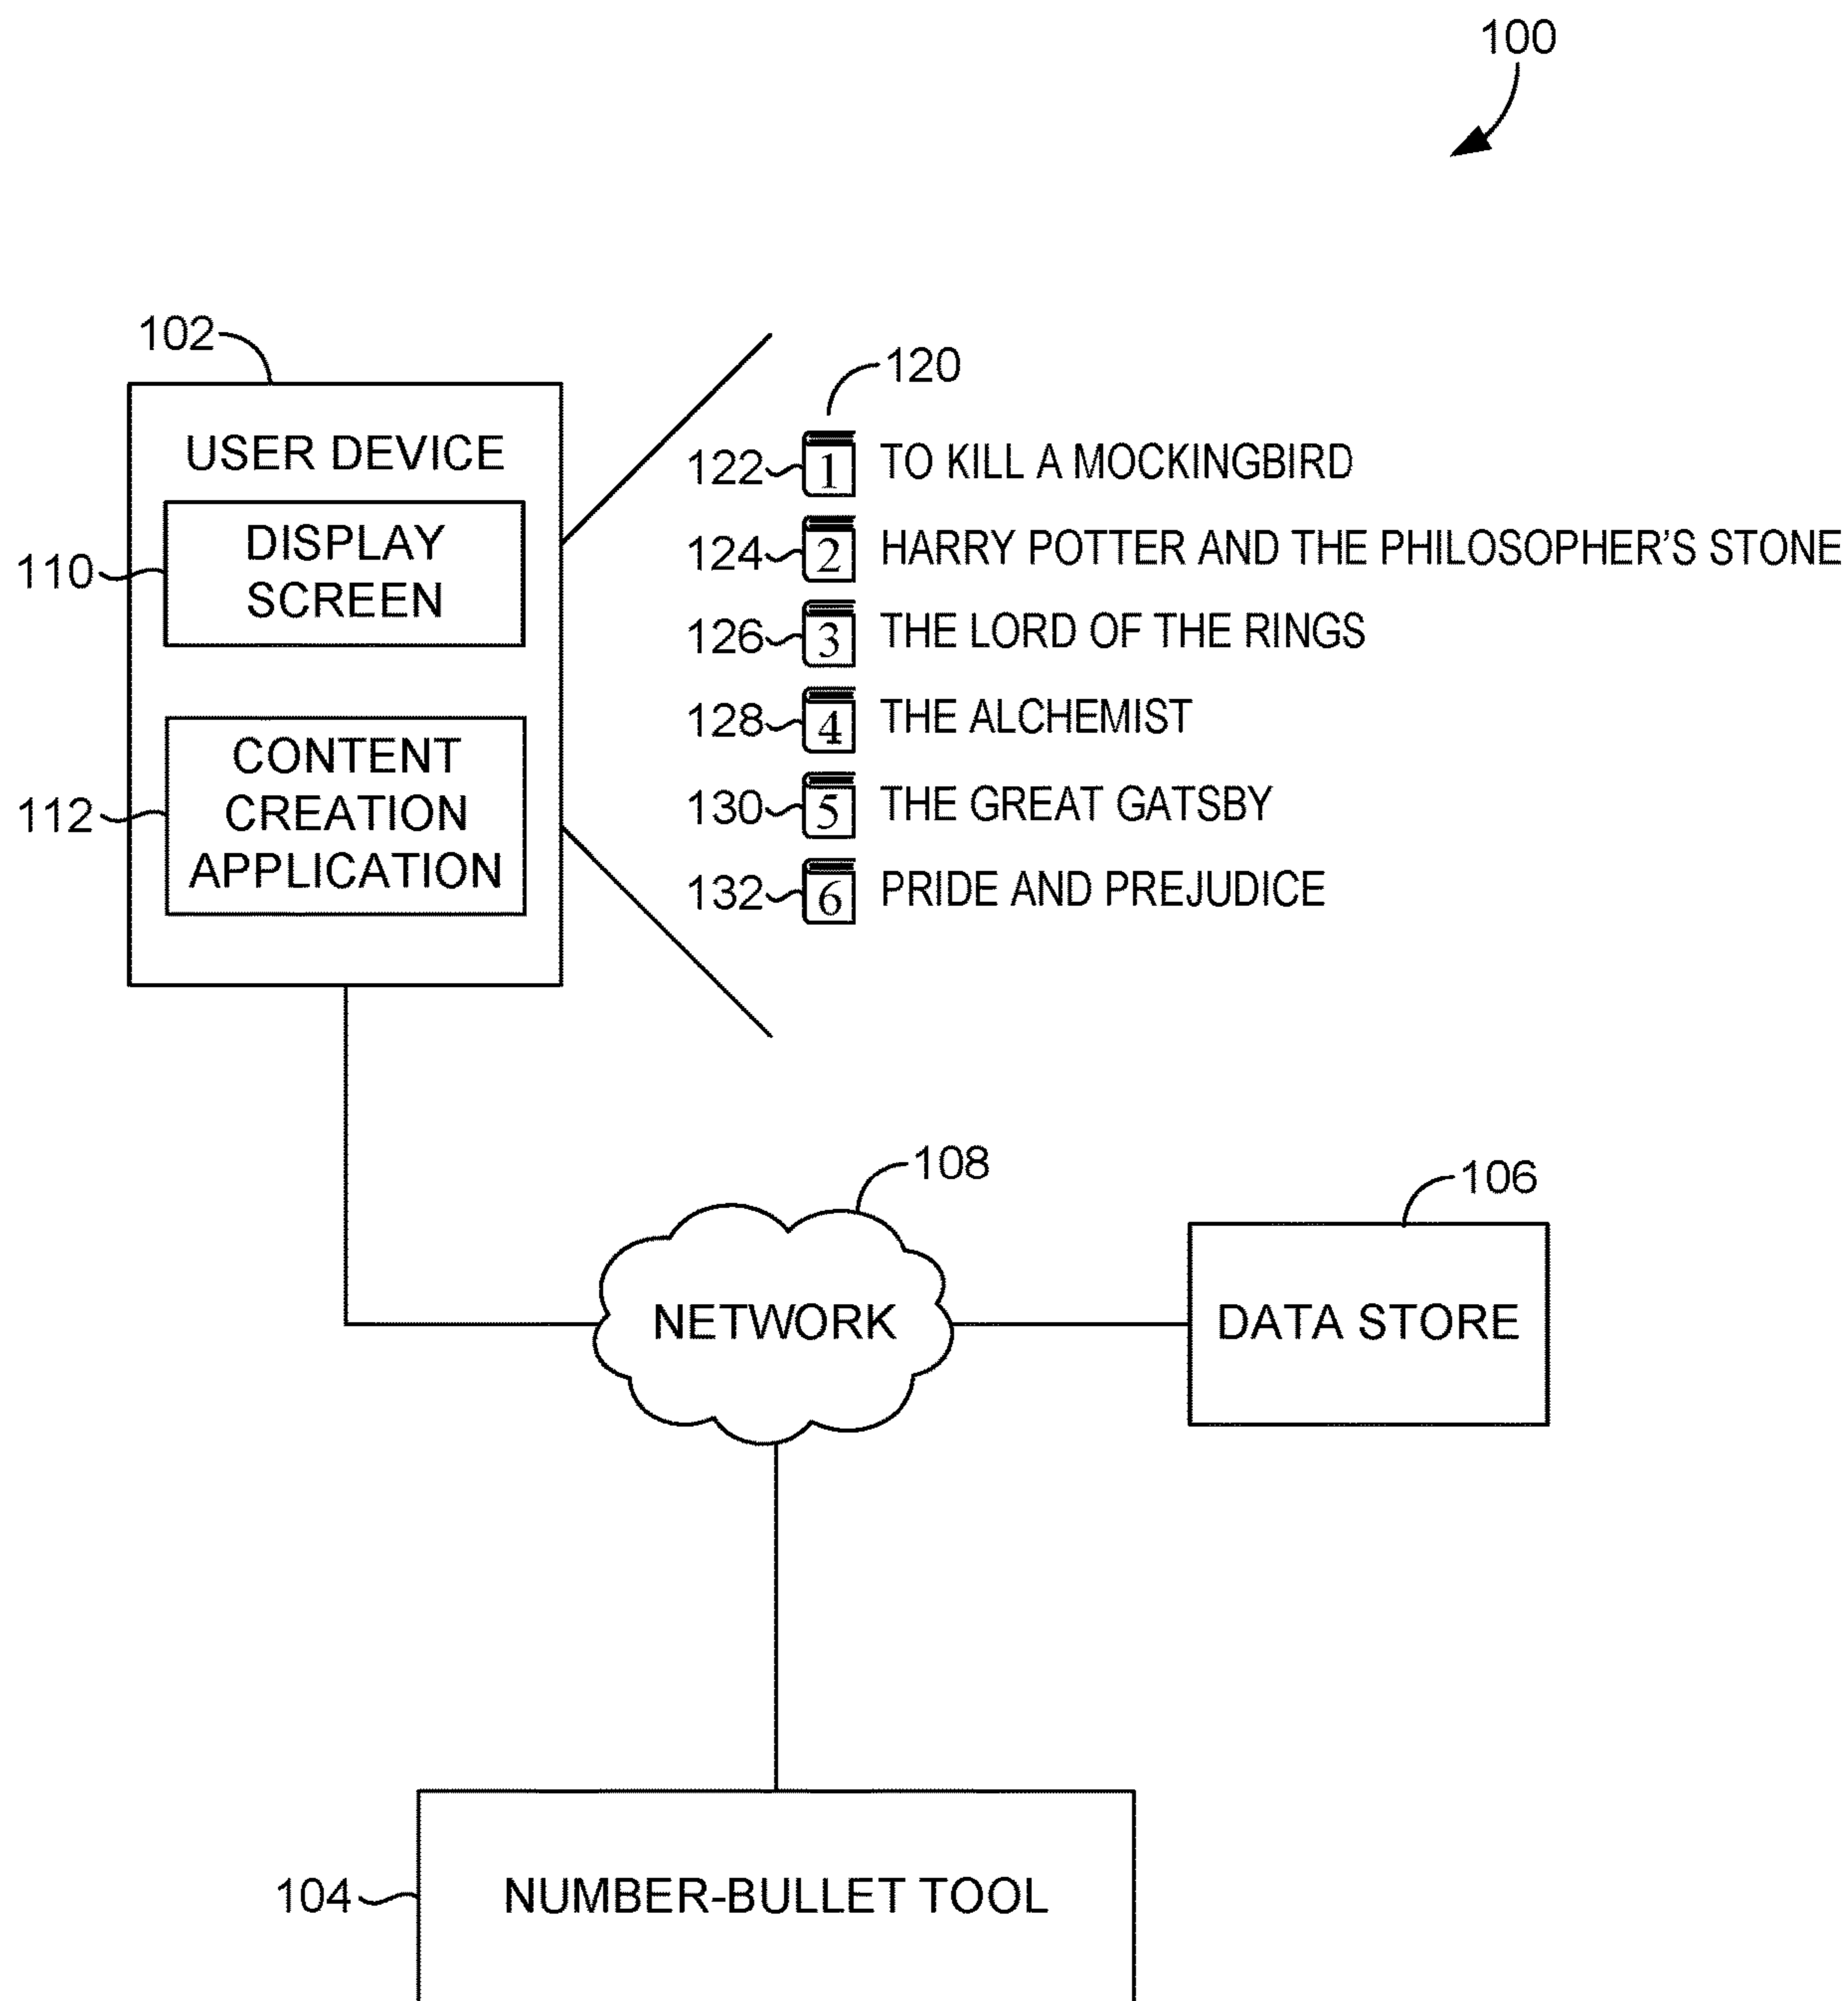 100
102
USER DEVICE
110
DISPLAY
SCREEN
112
CONTENT
CREATION
APPLICATION
120
122 1 TO KILL A MOCKINGBIRD
124 2 HARRY POTTER AND THE PHILOSOPHER'S STONE
126 3 THE LORD OF THE RINGS
128 4 THE ALCHEMIST
130 5 THE GREAT GATSBY
132 6 PRIDE AND PREJUDICE
108
NETWORK
106
DATA STORE
104
NUMBER-BULLET TOOL